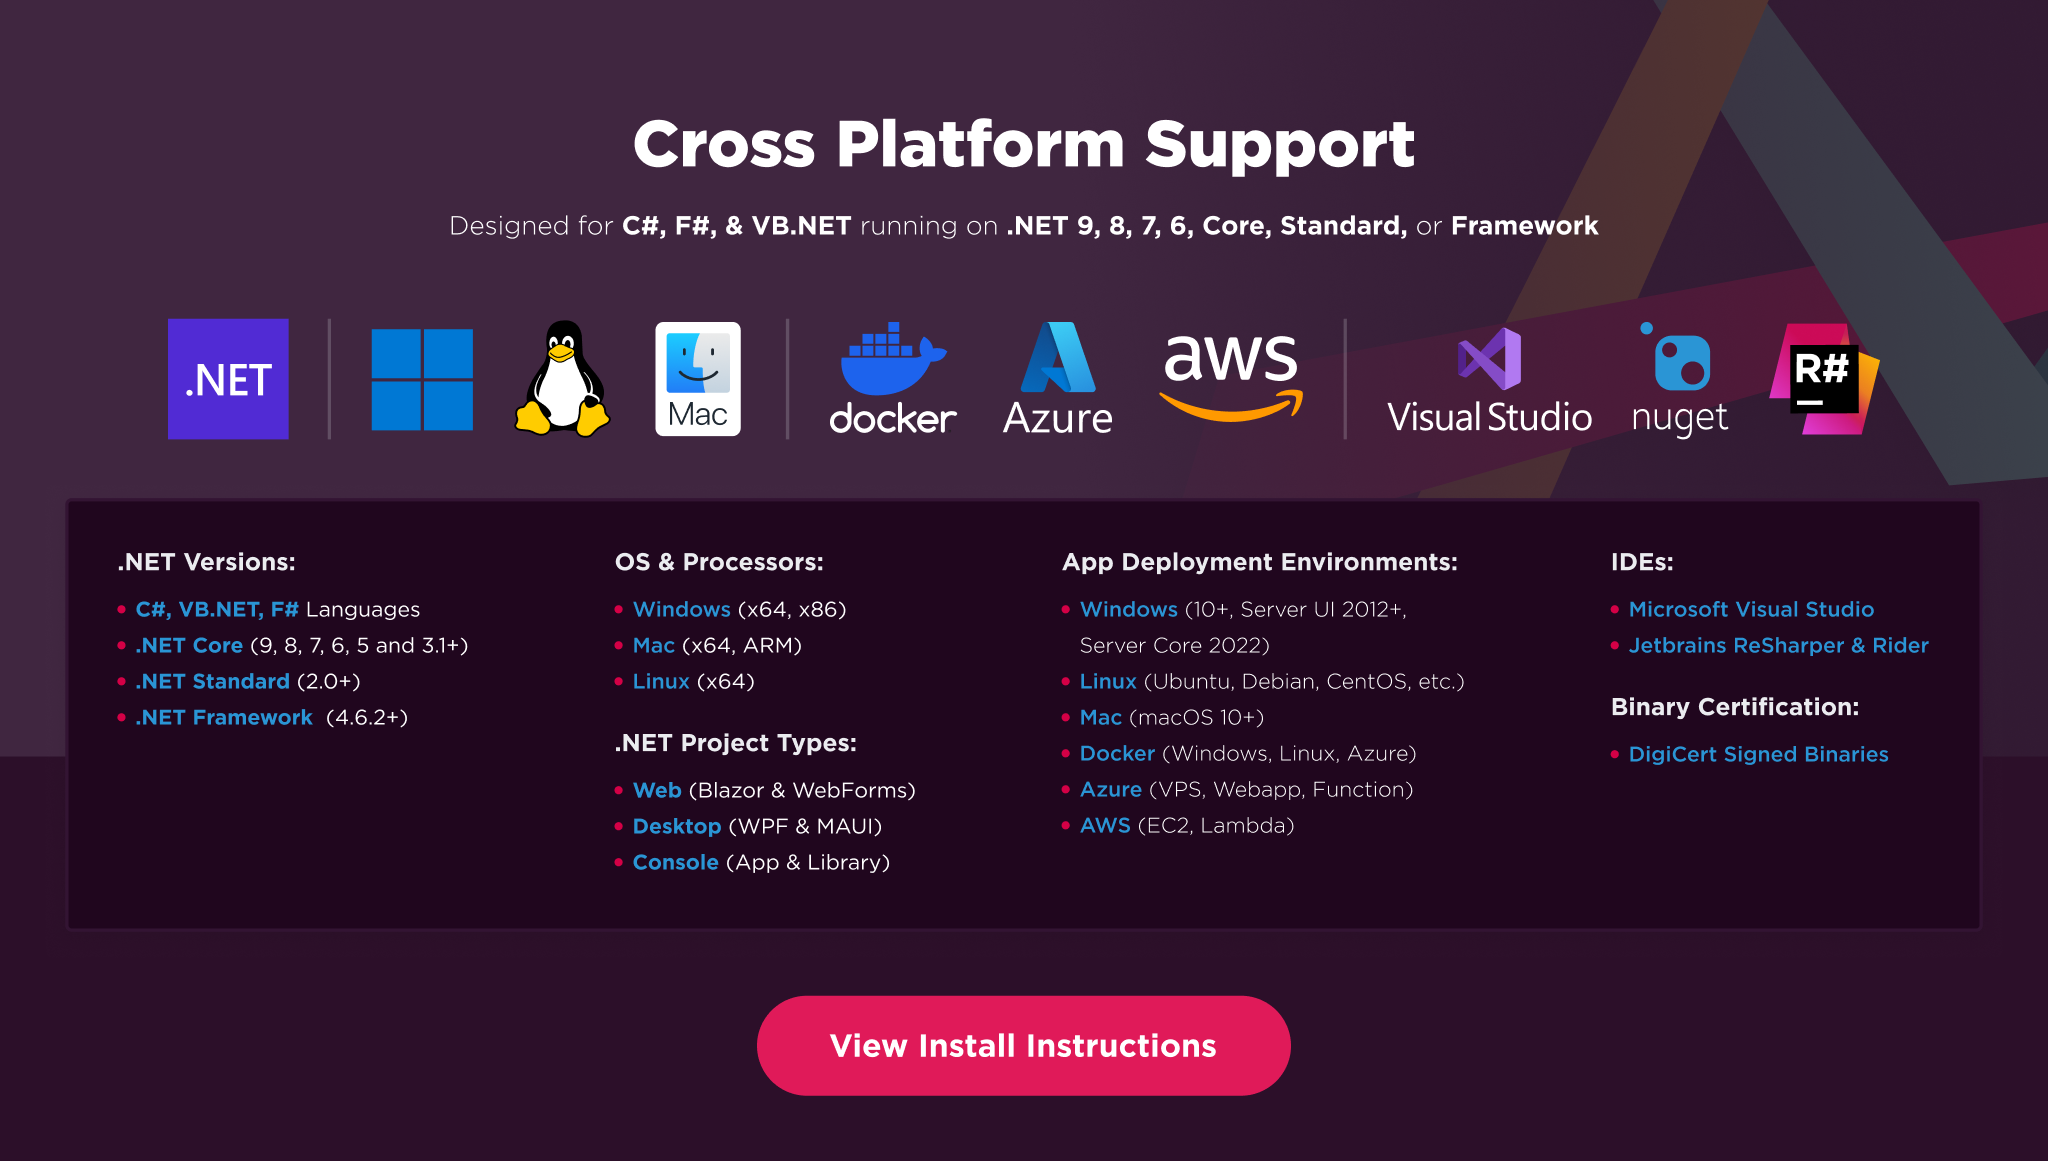 Cross Platform Support
Designed for C#, F#, & VB.NET running on .NET 9, 8, 7, 6, Core, Standard, or Framework
.NET
Mac
docker
Azure
aws
Visual Studio
nuget
R#
.NET Versions:
• C#, VB.NET, F# Languages
• .NET Core (9, 8, 7, 6, 5 and 3.1+)
• .NET Standard (2.0+)
• .NET Framework (4.6.2+)
OS & Processors:
• Windows (x64, x86)
• Mac (x64, ARM)
• Linux (x64)
.NET Project Types:
• Web (Blazor & WebForms)
• Desktop (WPF & MAUI)
• Console (App & Library)
App Deployment Environments:
• Windows (10+, Server UI 2012+,
Server Core 2022)
• Linux (Ubuntu, Debian, CentOS, etc.)
• Mac (macOS 10+)
• Docker (Windows, Linux, Azure)
• Azure (VPS, Webapp, Function)
• AWS (EC2, Lambda)
IDEs:
• Microsoft Visual Studio
• Jetbrains ReSharper & Rider
Binary Certification:
• DigiCert Signed Binaries
View Install Instructions